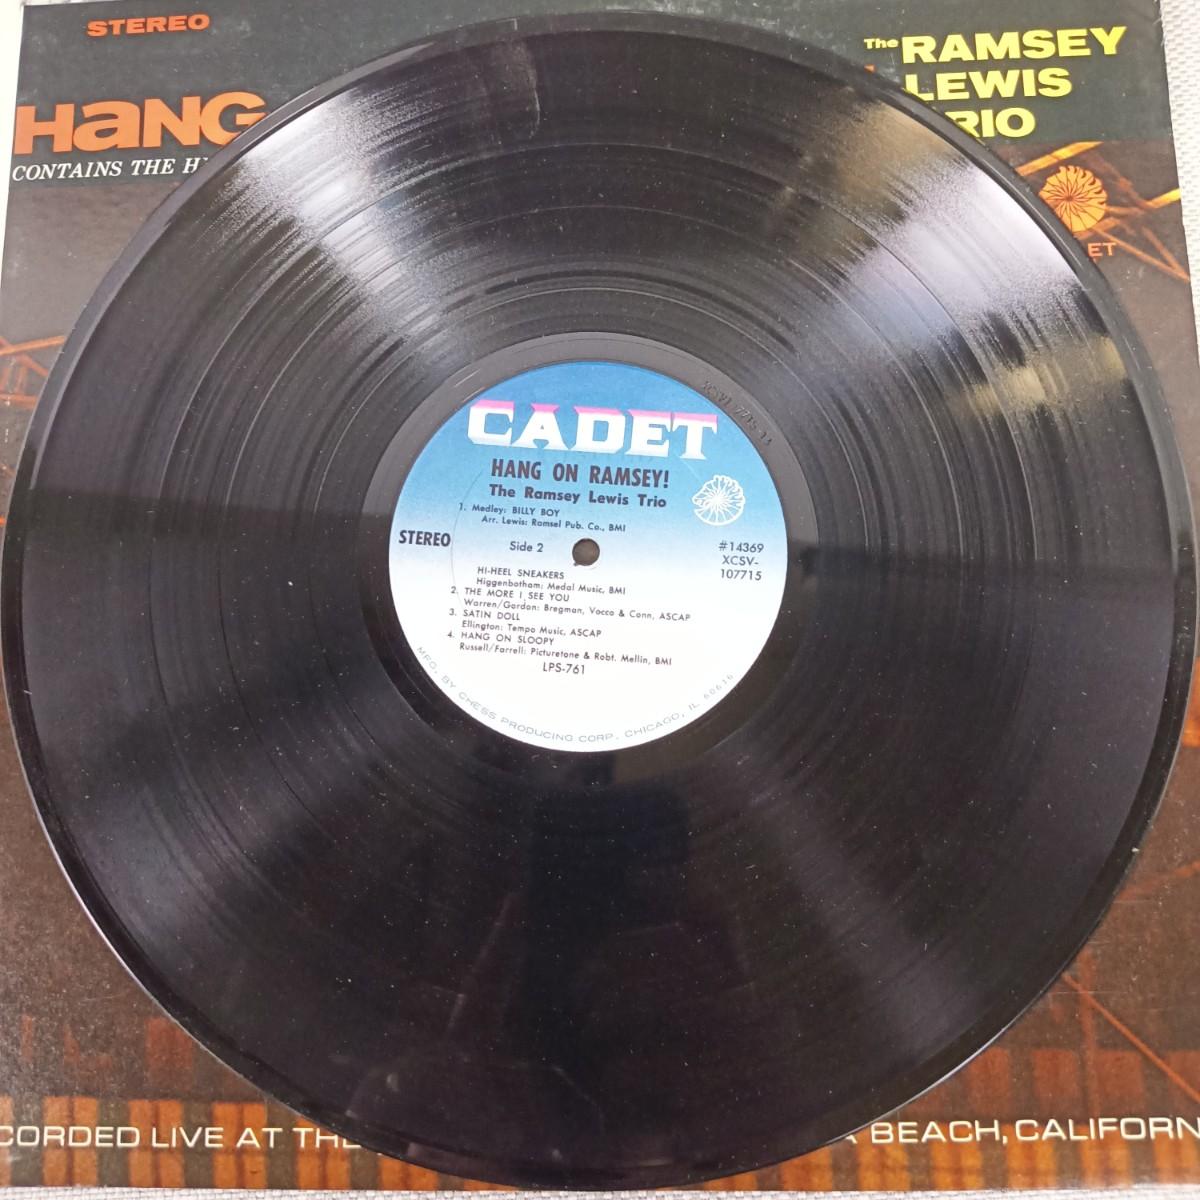 STEREO
The RAMSEY
LEWIS
RIO
HANG
CONTAINS THE
ET
CADET
HANG ON RAMSEY!
The Ramsey Lewis Trio
1. Medley: BILLY BOY
Arr. Lewis: Ramsel Pub. Co., BMI
STEREO
Side 2
#14369
XCSV-
107715
HI-HEEL SNEAKERS
Higgenbotham: Medal Music, BMI
2. THE MORE I SEE YOU
Warren/Gordon: Bregman, Vocco & Conn, ASCAP
3. SATIN DOLL
Ellington: Tempo Music, ASCAP
4. HANG ON SLOOPY
Russell/Farrell: Picturetone & Robt. Mellin, BMI
LPS-761
MFG. BY CHESS PRODUCING CORP. CHICAGO, IL 60616
CORDED LIVE AT THE
A BEACH, CALIFORN